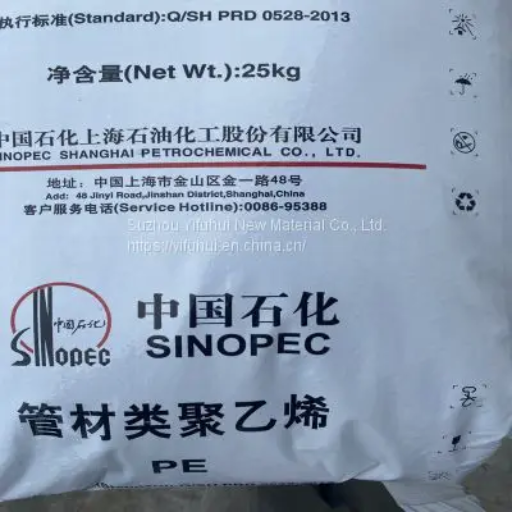 执行标准(Standard):Q/SH PRD 0528-2013
净含量(Net Wt.):25kg
中国石化上海石油化工股份有限公司
INOPEC SHANGHAI PETROCHEMICAL CO., LTD.
地址：中国上海市金山区金一路48号
Add: 48 Jinyi Road,Jinshan District,Shanghai,China
客户服务电话(Service Hotline):0086-95388
Suzhou Yifuhui New Material Co., Ltd.
https://yifuhui.en.china.cn/
中国石化
SINOPEC
中国石化
SINOPEC
管材类聚乙烯
PE